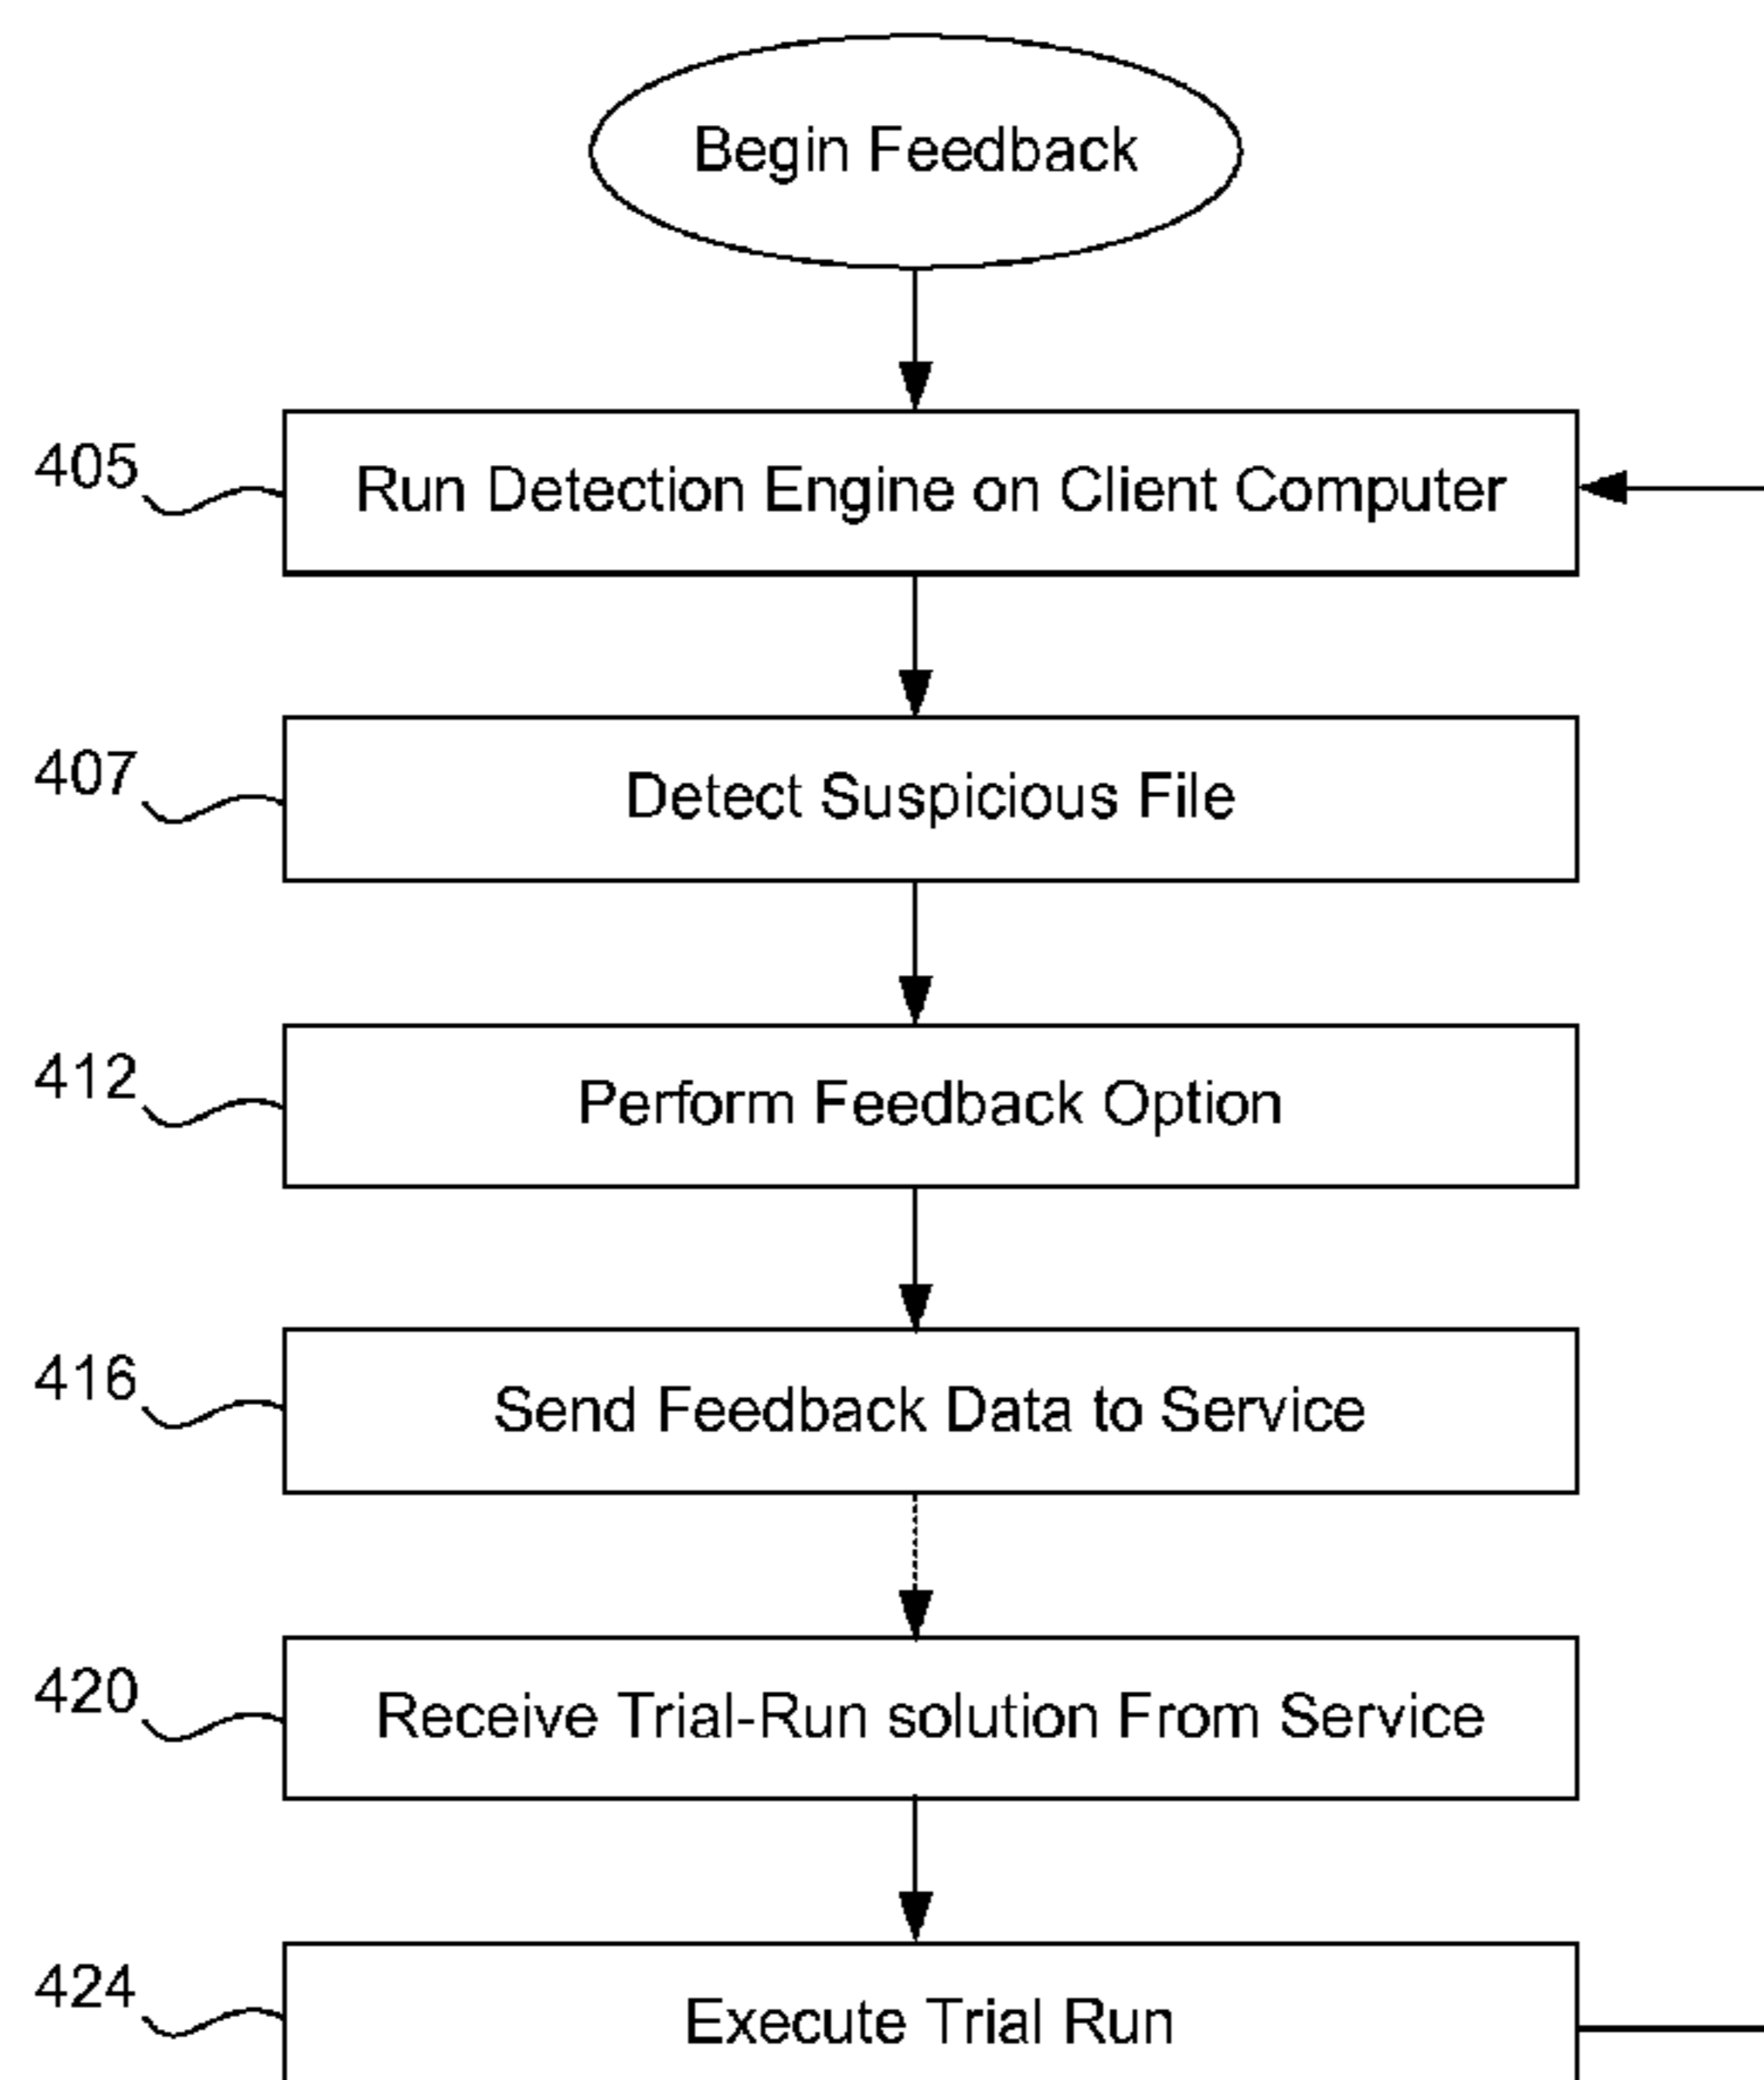 Begin Feedback
405
Run Detection Engine on Client Computer
407
Detect Suspicious File
412
Perform Feedback Option
416
Send Feedback Data to Service
420
Receive Trial-Run solution From Service
424
Execute Trial Run